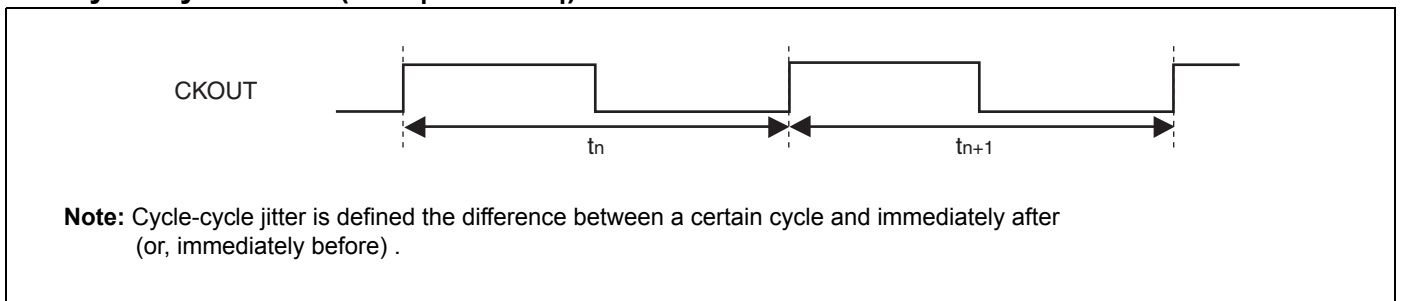 CKOUT
tn
tn+1
Note: Cycle-cycle jitter is defined the difference between a certain cycle and immediately after
(or, immediately before) .